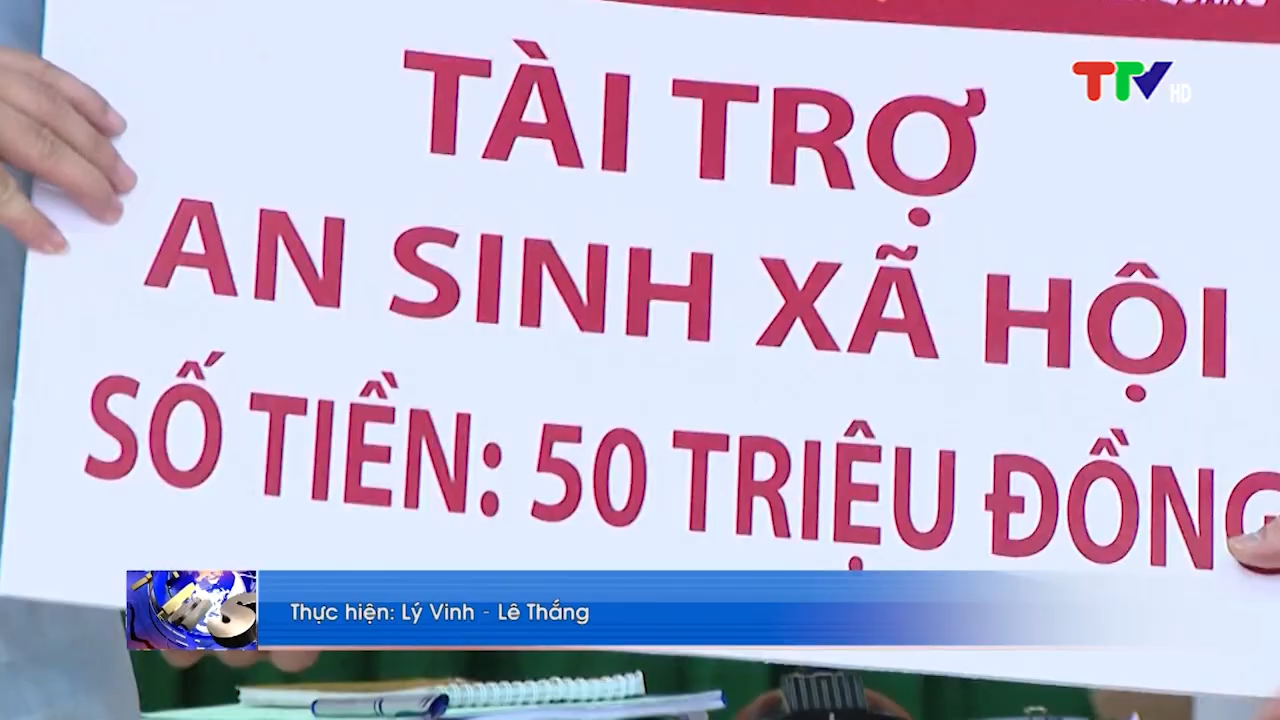 TTV HD
TÀI TRỢ
AN SINH XÃ HỘI
SỐ TIỀN: 50 TRIỆU ĐỒNG
Thực hiện: Lý Vinh - Lê Thắng